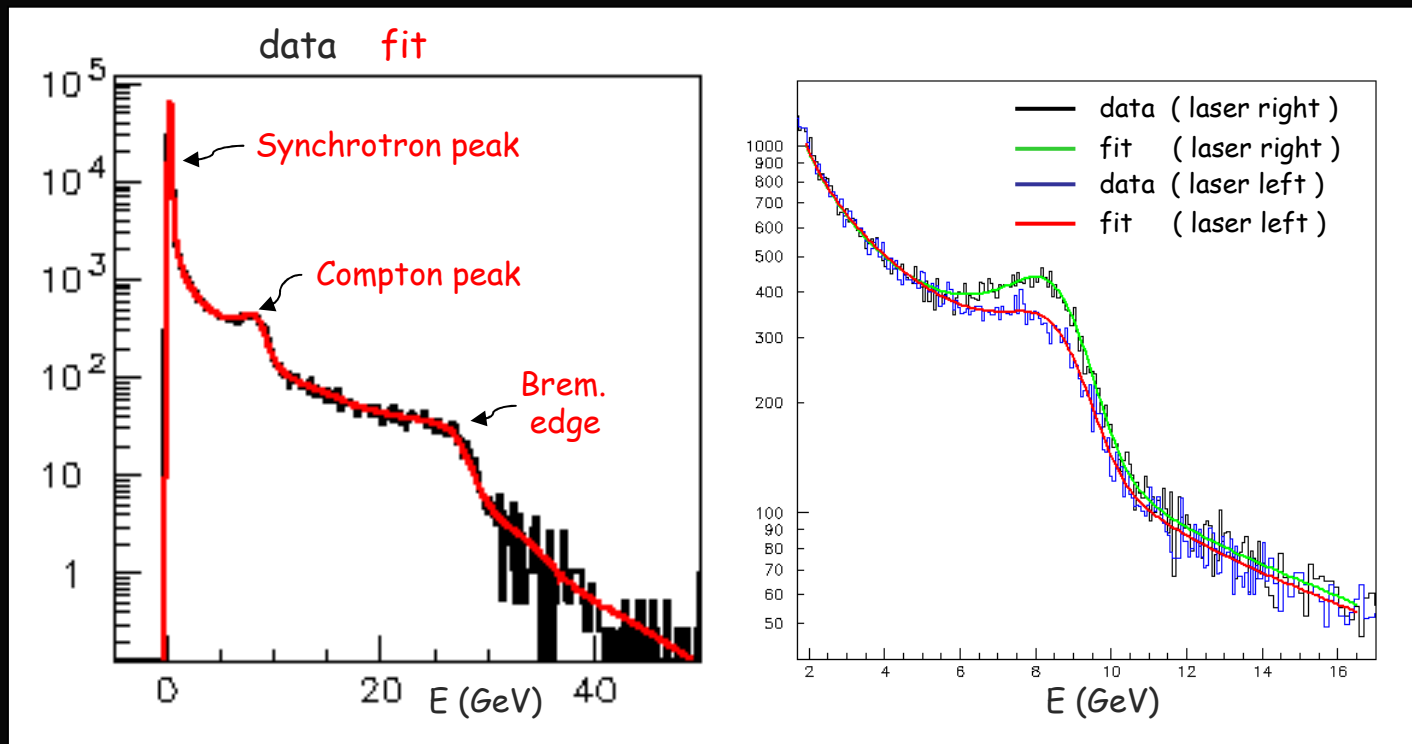 data fit
10^5
10^4
10^3
10^2
10
1
Synchrotron peak
Compton peak
Brem.
edge
0 20 40
E (GeV)
data ( laser right )
fit ( laser right )
data ( laser left )
fit ( laser left )
1000
900
800
700
600
500
400
300
200
100
90
80
70
60
50
2 4 6 8 10 12 14 16
E (GeV)